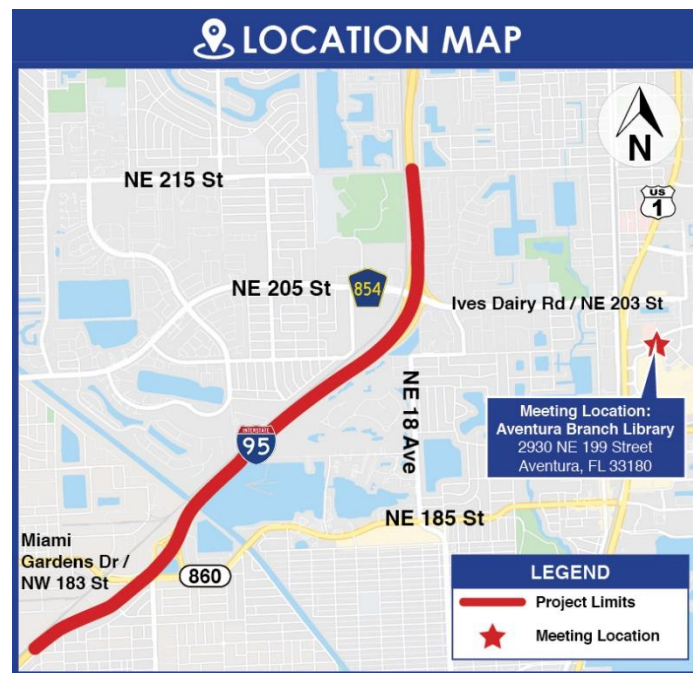 LOCATION MAP
N
NE 215 St
US
1
NE 205 St
854
Ives Dairy Rd / NE 203 St
NE 18 Ave
Meeting Location:
Aventura Branch Library
2930 NE 199 Street
Aventura, FL 33180
INTERSTATE
95
NE 185 St
Miami
Gardens Dr /
NW 183 St
860
LEGEND
Project Limits
Meeting Location